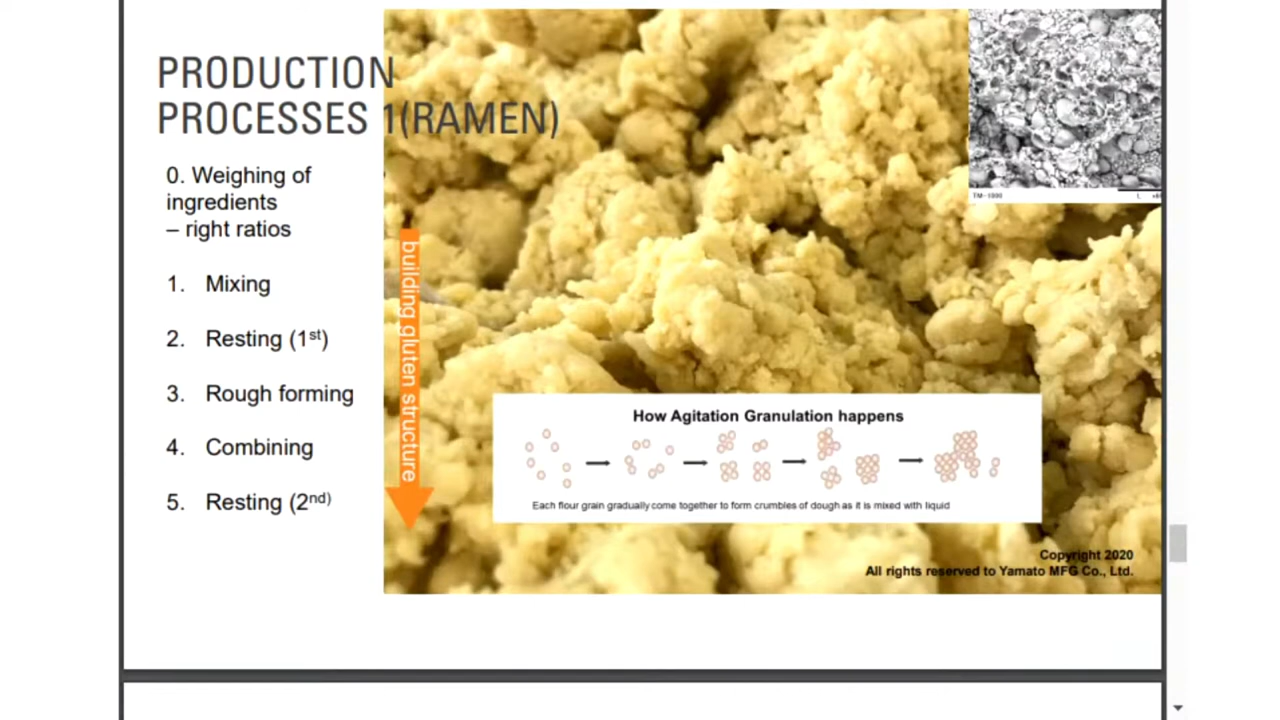 PRODUCTION
PROCESSES 1(RAMEN)
0. Weighing of
ingredients
– right ratios
1. Mixing
2. Resting (1st)
3. Rough forming
4. Combining
5. Resting (2nd)
building gluten structure
TM-1000
L
How Agitation Granulation happens
Each flour grain gradually come together to form crumbles of dough as it is mixed with liquid
Copyright 2020
All rights reserved to Yamato MFG Co., Ltd.